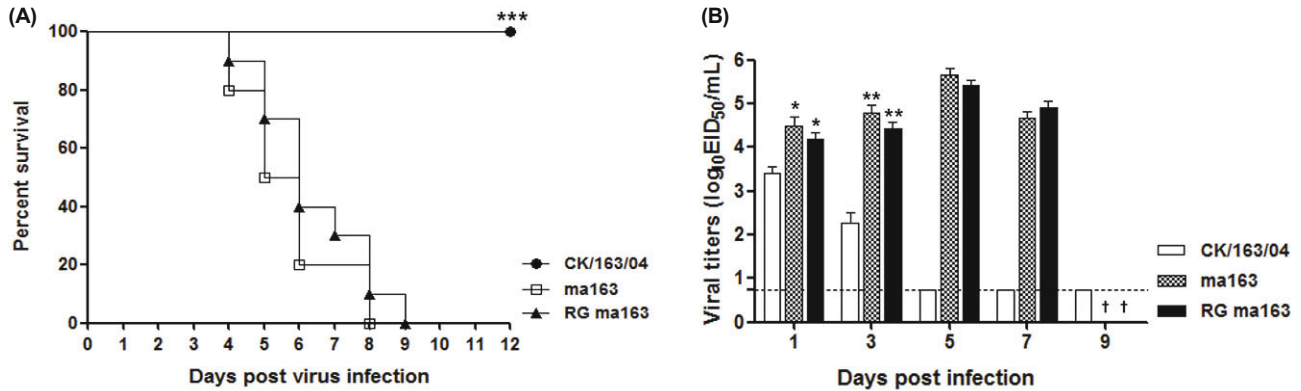 (A)
***
100
80
60
40
20
0
Percent survival
0 1 2 3 4 5 6 7 8 9 10 11 12
Days post virus infection
CK/163/04
ma163
RG ma163
(B)
6
5
4
3
2
1
0
Viral titers (log10EID50/mL)
* * ** ** † †
1 3 5 7 9
Days post infection
CK/163/04
ma163
RG ma163